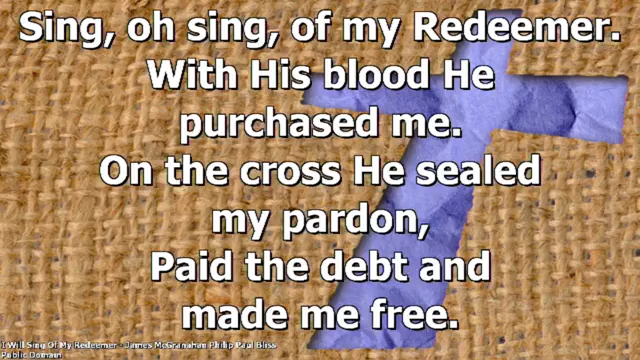 Sing, oh sing, of my Redeemer.
With His blood He
purchased me.
On the cross He sealed
my pardon,
Paid the debt and
made me free.
I Will Sing Of My Redeemer - James McGranahan Philip Paul Bliss
Public Domain